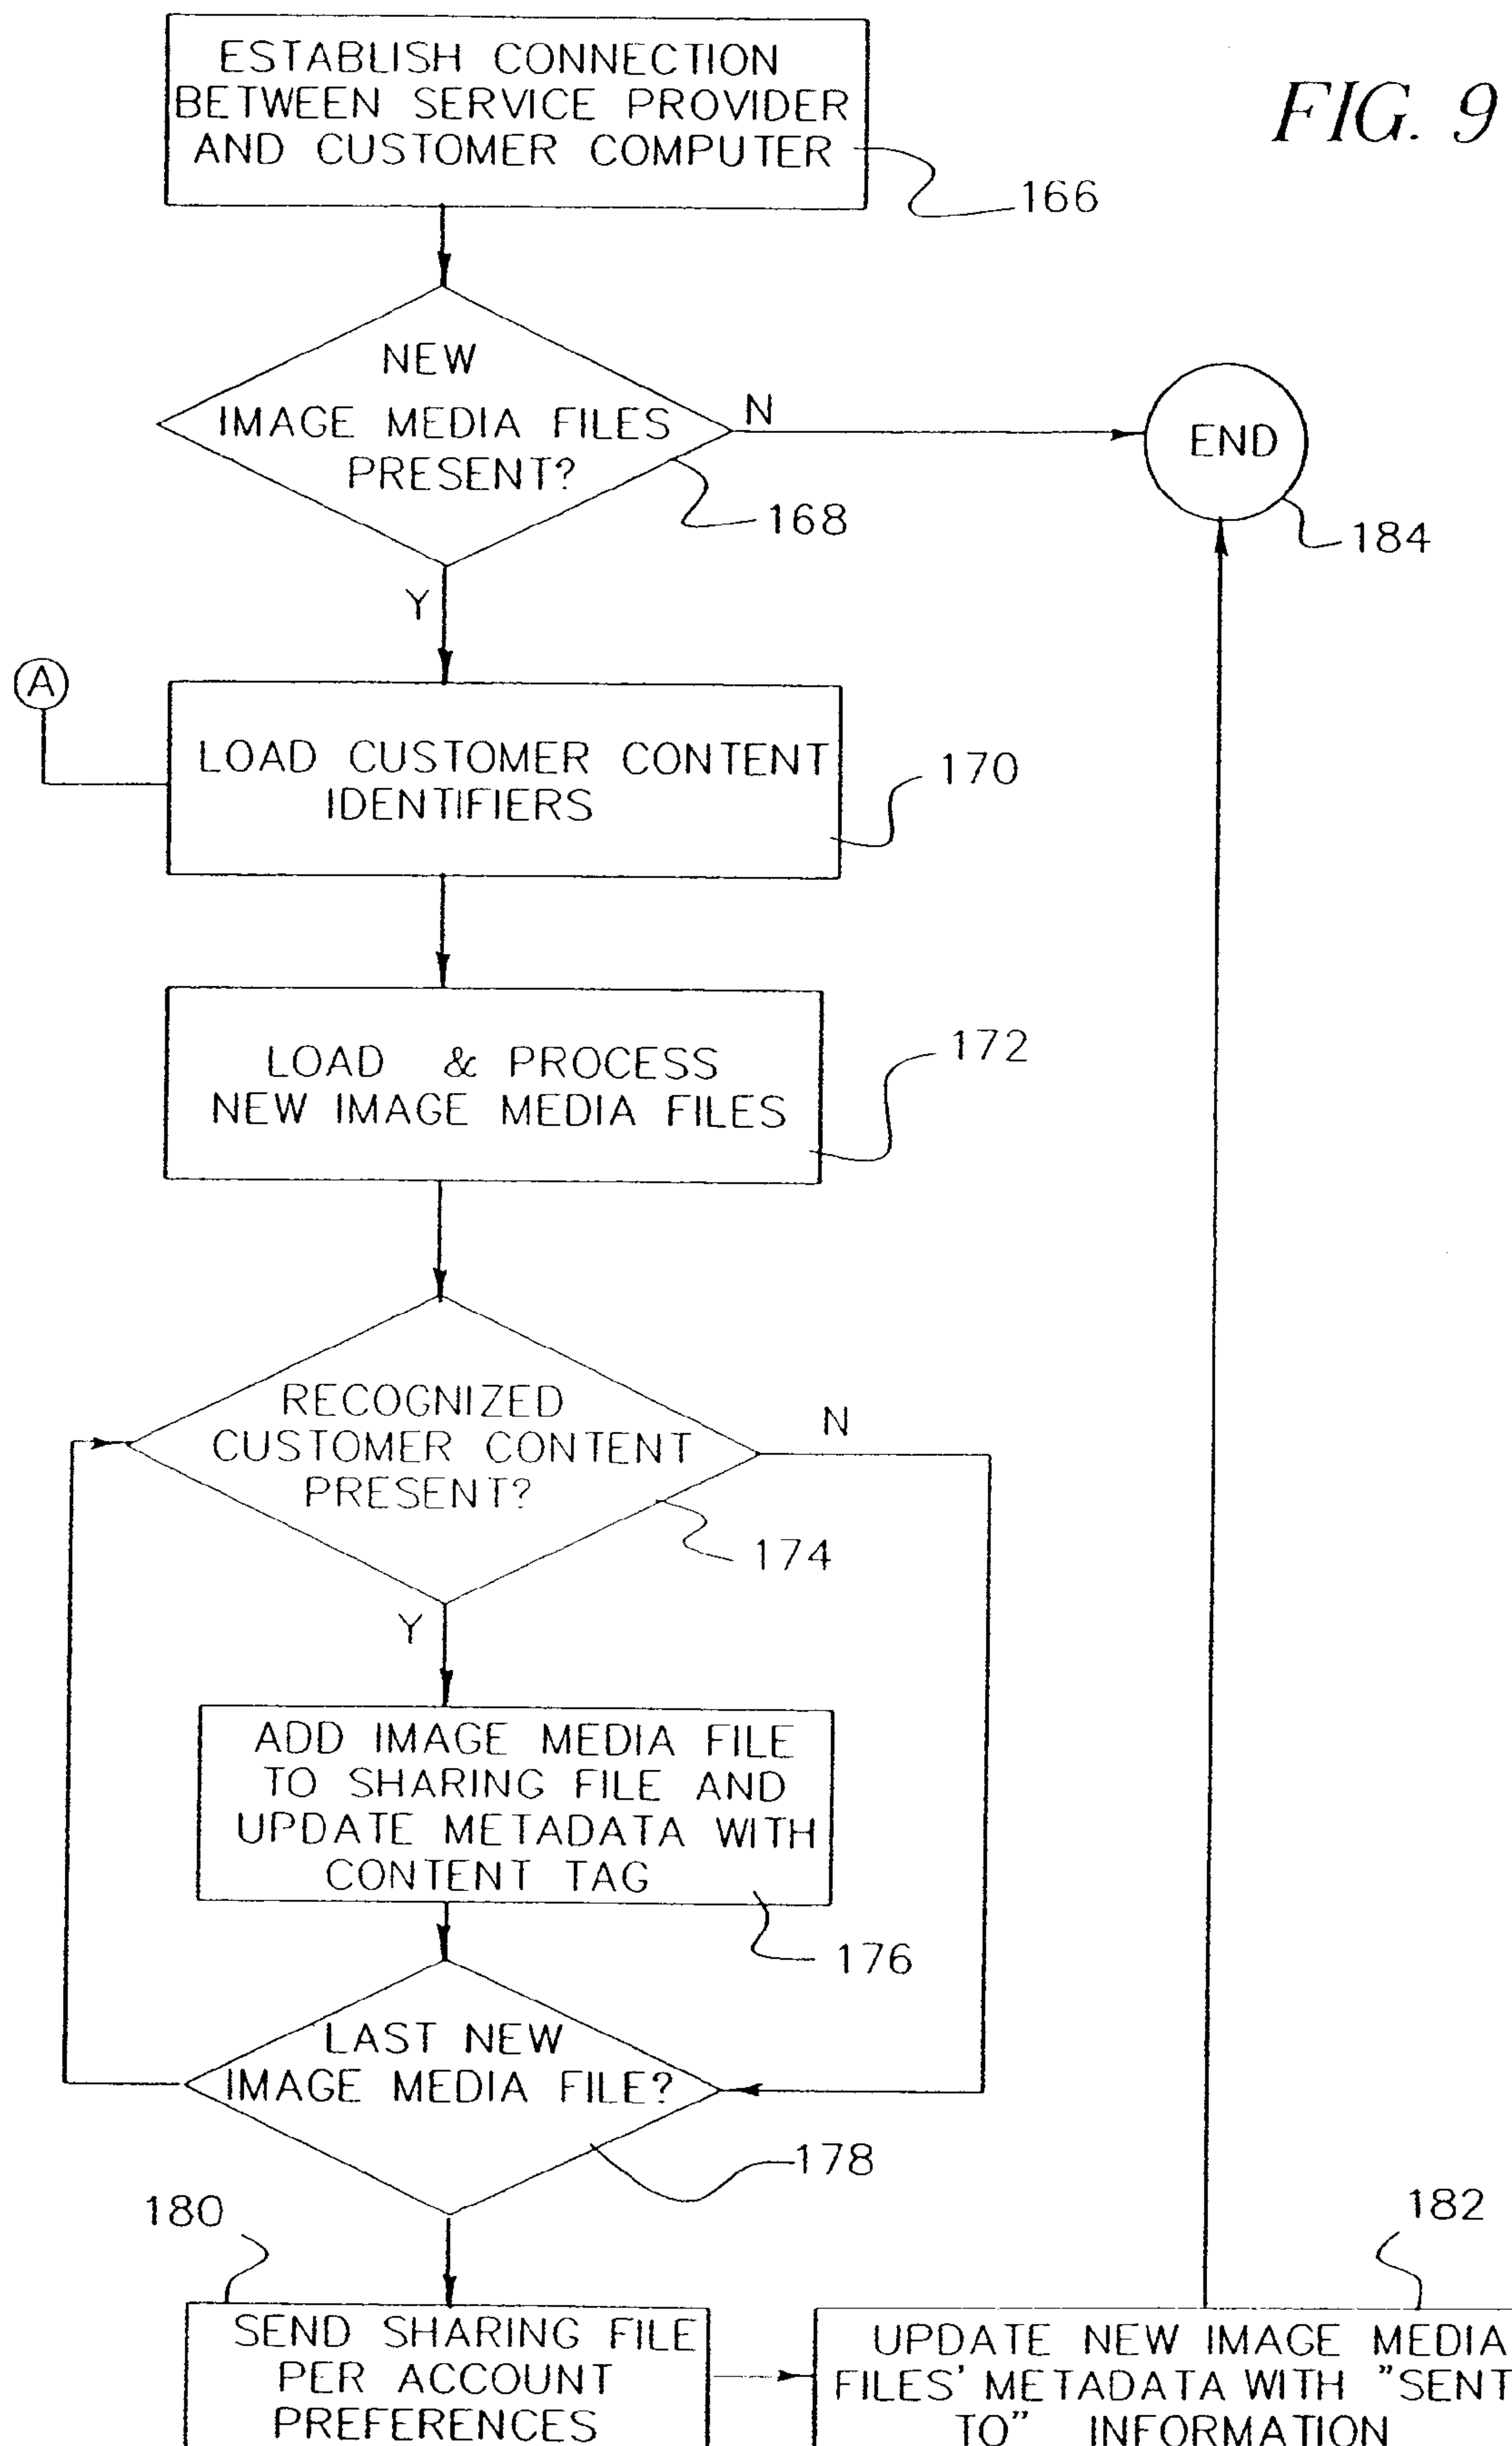 FIG. 9
ESTABLISH CONNECTION
BETWEEN SERVICE PROVIDER
AND CUSTOMER COMPUTER
166
NEW
IMAGE MEDIA FILES
PRESENT?
N
168
END
184
Y
A
LOAD CUSTOMER CONTENT
IDENTIFIERS
170
LOAD & PROCESS
NEW IMAGE MEDIA FILES
172
RECOGNIZED
CUSTOMER CONTENT
PRESENT?
N
174
Y
ADD IMAGE MEDIA FILE
TO SHARING FILE AND
UPDATE METADATA WITH
CONTENT TAG
176
LAST NEW
IMAGE MEDIA FILE?
178
180
SEND SHARING FILE
PER ACCOUNT
PREFERENCES
182
UPDATE NEW IMAGE MEDIA
FILES' METADATA WITH "SENT
TO" INFORMATION